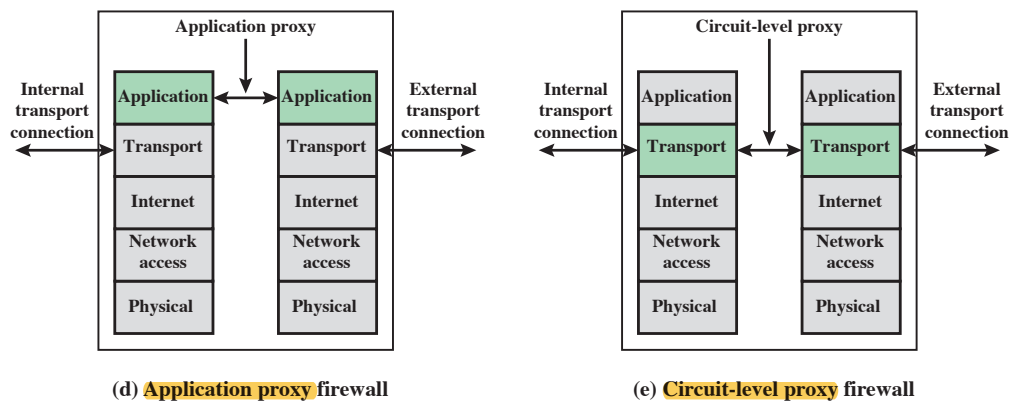 Application proxy
Internal
transport
connection
Application
Application
External
transport
connection
Transport
Transport
Internet
Internet
Network
access
Network
access
Physical
Physical
(d) Application proxy firewall
Circuit-level proxy
Internal
transport
connection
Application
Application
External
transport
connection
Transport
Transport
Internet
Internet
Network
access
Network
access
Physical
Physical
(e) Circuit-level proxy firewall